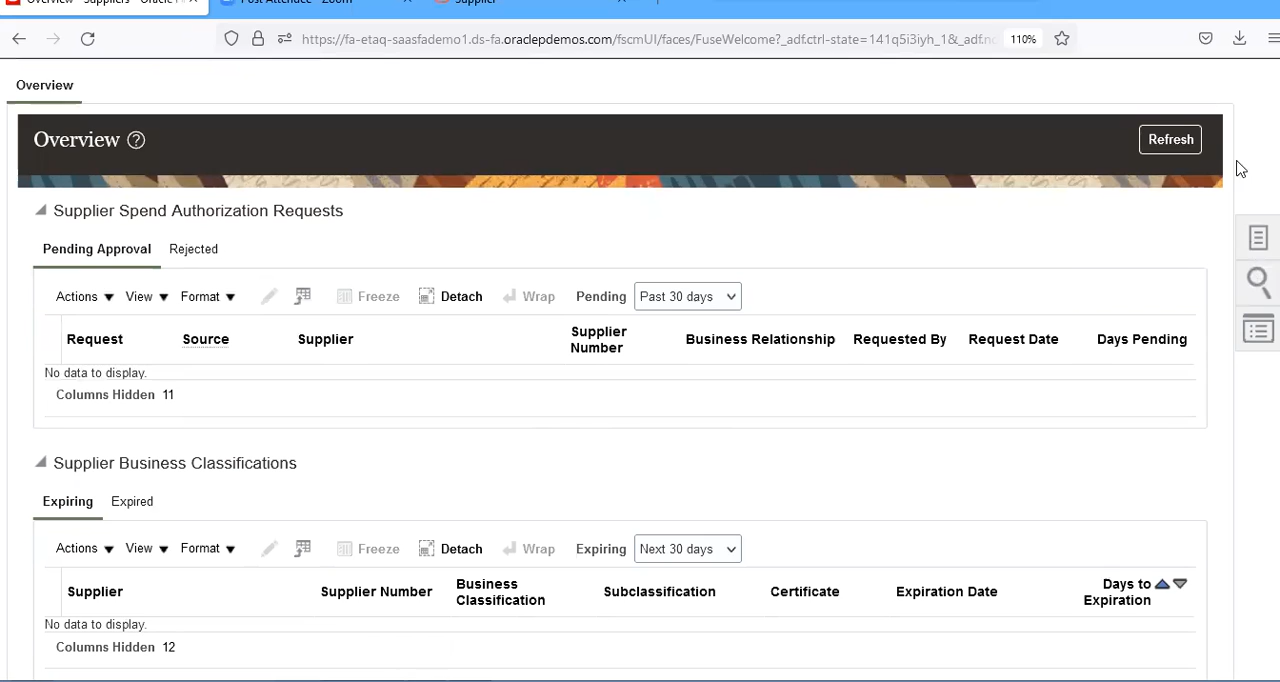 Overview - Suppliers - Oracle
Post Attendee - Zoom
Supplier
https://fa-etaq-saasfademo1.ds-fa.oraclepdemos.com/fscmUI/faces/FuseWelcome?_adf.ctrl-state=141q5i3iyh_1&_adf.no
110%
Overview
Overview ?
Refresh
Supplier Spend Authorization Requests
Pending Approval Rejected
Actions View Format Freeze Detach Wrap Pending Past 30 days
Request Source Supplier Supplier Number Business Relationship Requested By Request Date Days Pending
No data to display.
Columns Hidden 11
Supplier Business Classifications
Expiring Expired
Actions View Format Freeze Detach Wrap Expiring Next 30 days
Supplier Supplier Number Business Classification Subclassification Certificate Expiration Date Days to Expiration
No data to display.
Columns Hidden 12